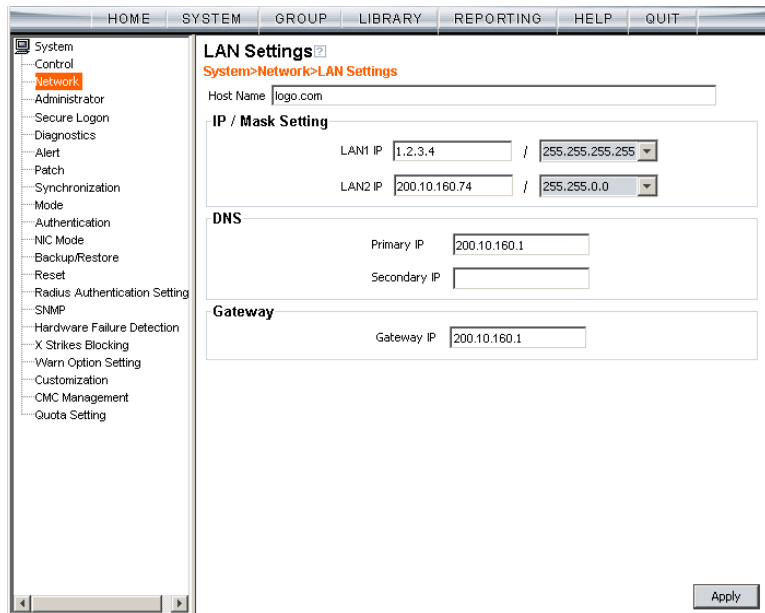 HOME SYSTEM GROUP LIBRARY REPORTING HELP QUIT
System
Control
Network
Administrator
Secure Logon
Diagnostics
Alert
Patch
Synchronization
Mode
Authentication
NIC Mode
Backup/Restore
Reset
Radius Authentication Setting
SNMP
Hardware Failure Detection
X Strikes Blocking
Warn Option Setting
Customization
CMC Management
Quota Setting
LAN Settings ?
System>Network>LAN Settings
Host Name logo.com
IP / Mask Setting
LAN1 IP 1.2.3.4 / 255.255.255.255
LAN2 IP 200.10.160.74 / 255.255.0.0
DNS
Primary IP 200.10.160.1
Secondary IP
Gateway
Gateway IP 200.10.160.1
Apply